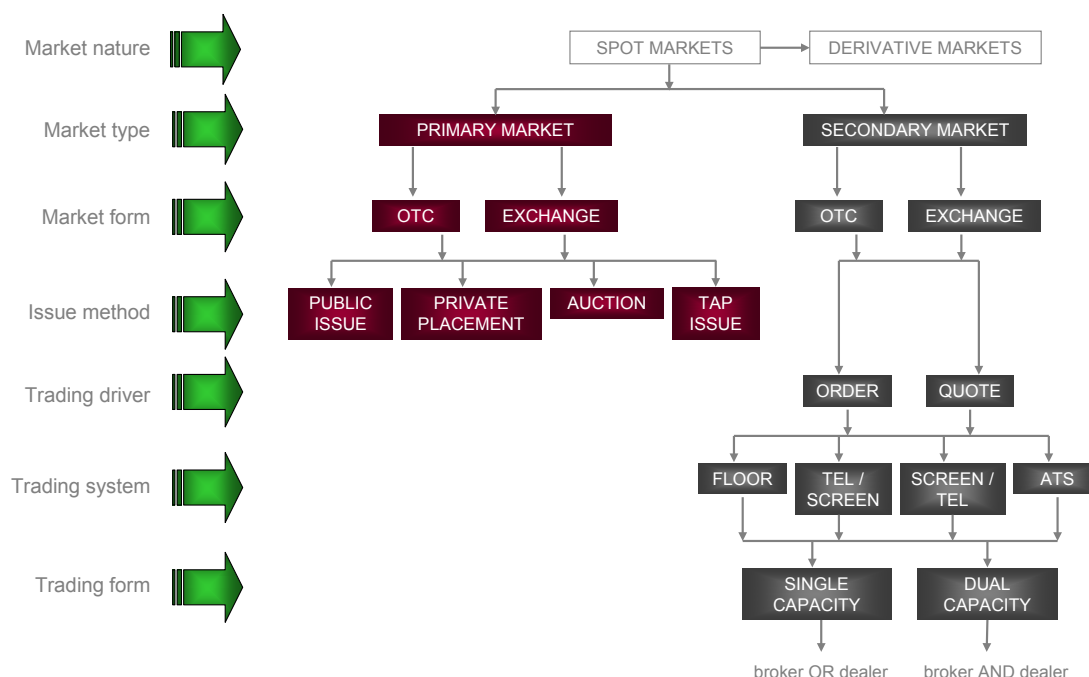 Market nature
SPOT MARKETS
DERIVATIVE MARKETS
Market type
PRIMARY MARKET
SECONDARY MARKET
Market form
OTC
EXCHANGE
OTC
EXCHANGE
Issue method
PUBLIC
ISSUE
PRIVATE
PLACEMENT
AUCTION
TAP
ISSUE
Trading driver
ORDER
QUOTE
Trading system
FLOOR
TEL /
SCREEN
SCREEN /
TEL
ATS
Trading form
SINGLE
CAPACITY
DUAL
CAPACITY
broker OR dealer
broker AND dealer